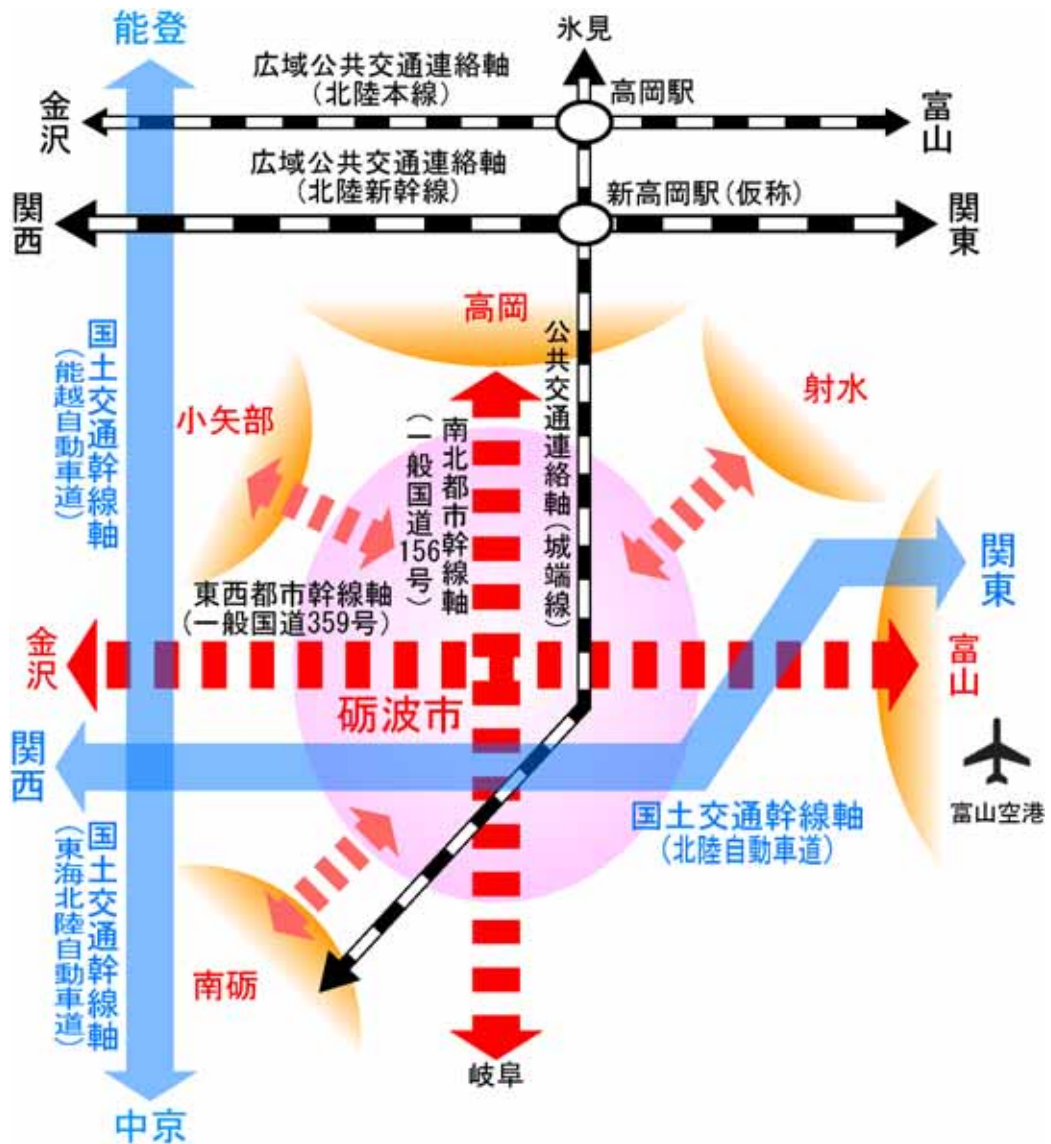 能登
氷見
広域公共交通連絡軸
(北陸本線)
高岡駅
金沢
富山
広域公共交通連絡軸
(北陸新幹線)
新高岡駅(仮称)
関西
関東
高岡
国土交通幹線軸
(能越自動車道)
小矢部
南北都市幹線軸
(一般国道156号)
公共交通連絡軸(城端線)
射水
関東
東西都市幹線軸
(一般国道359号)
金沢
富山
砺波市
関西
国土交通幹線軸
(北陸自動車道)
富山空港
国土交通幹線軸
(東海北陸自動車道)
南砺
岐阜
中京